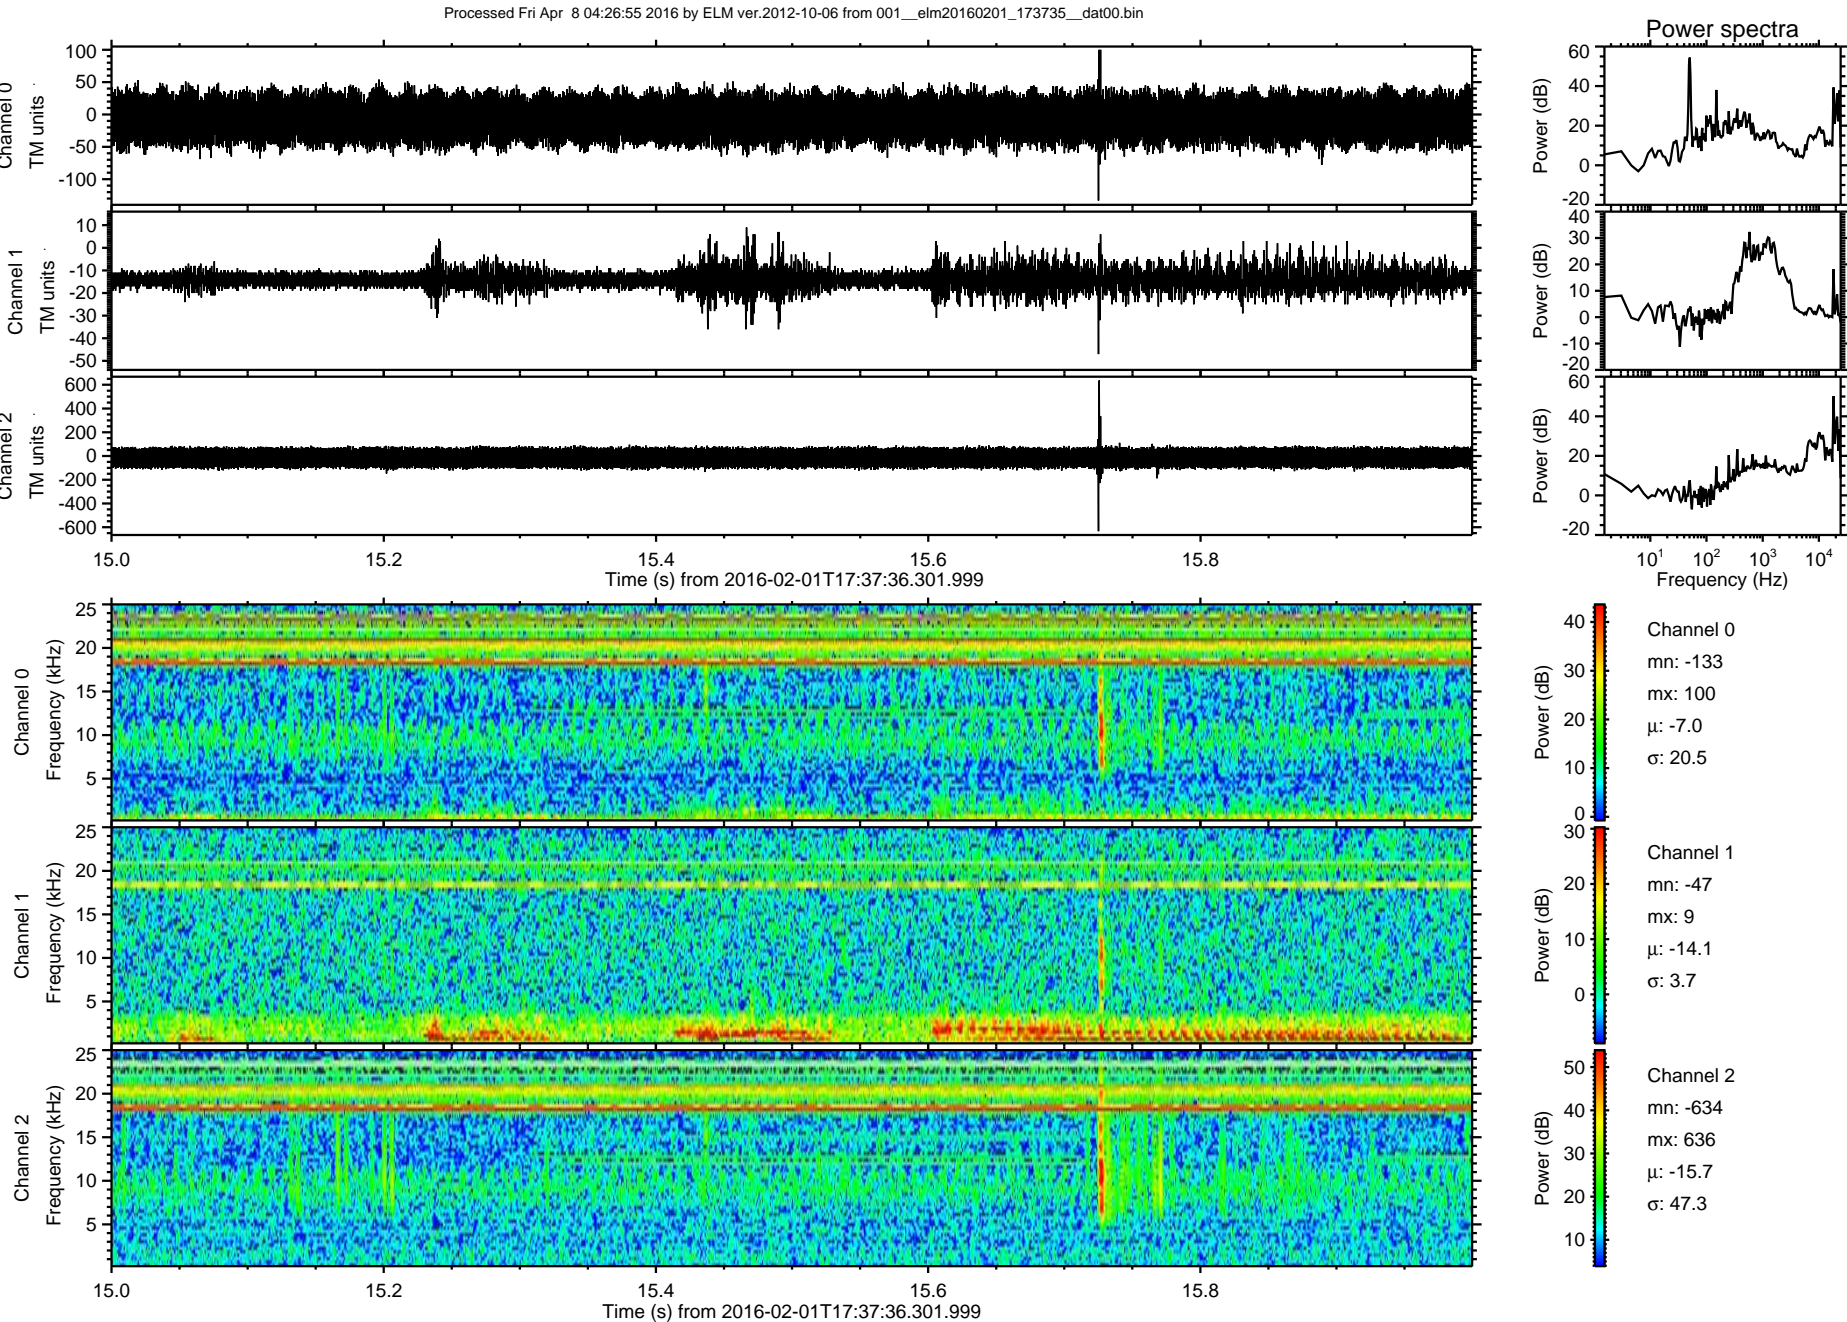 Processed Fri Apr  8 04:26:55 2016 by ELM ver.2012-10-06 from 001__elm20160201_173735__dat00.bin
Power spectra
Channel 0
TM units
100
50
0
-50
-100
Power (dB)
60
40
20
0
-20
Channel 1
TM units
10
0
-10
-20
-30
-40
-50
Power (dB)
40
30
20
10
0
-10
-20
Channel 2
TM units
600
400
200
0
-200
-400
-600
Power (dB)
60
40
20
0
-20
15.0 15.2 15.4 15.6 15.8
Time (s) from 2016-02-01T17:37:36.301.999
10^1 10^2 10^3 10^4
Frequency (Hz)
Channel 0
Frequency (kHz)
25
20
15
10
5
Power (dB)
40
30
20
10
0
Channel 0
mn: -133
mx: 100
μ: -7.0
σ: 20.5
Channel 1
Frequency (kHz)
25
20
15
10
5
Power (dB)
30
20
10
0
Channel 1
mn: -47
mx: 9
μ: -14.1
σ: 3.7
Channel 2
Frequency (kHz)
25
20
15
10
5
Power (dB)
50
40
30
20
10
Channel 2
mn: -634
mx: 636
μ: -15.7
σ: 47.3
15.0 15.2 15.4 15.6 15.8
Time (s) from 2016-02-01T17:37:36.301.999